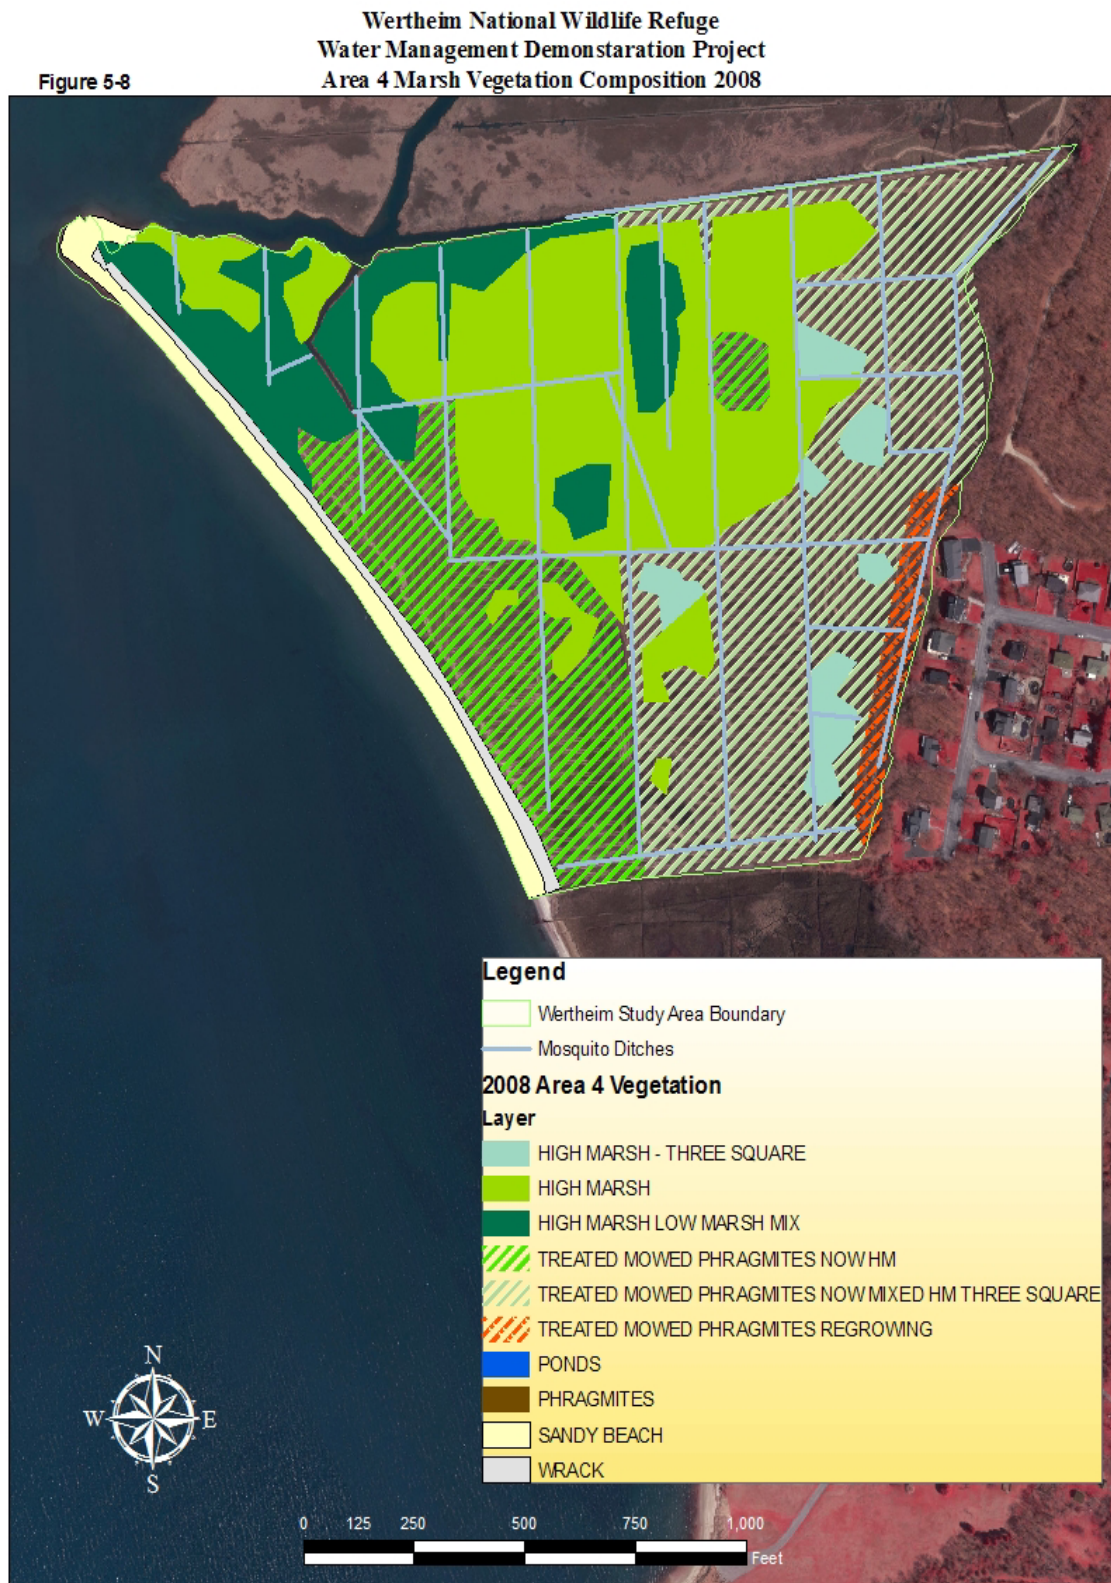 Wertheim National Wildlife Refuge
Water Management Demonstaration Project
Figure 5-8
Area 4 Marsh Vegetation Composition 2008
Legend
Wertheim Study Area Boundary
Mosquito Ditches
2008 Area 4 Vegetation
Layer
HIGH MARSH - THREE SQUARE
HIGH MARSH
HIGH MARSH LOW MARSH MIX
TREATED MOWED PHRAGMITES NOW HM
TREATED MOWED PHRAGMITES NOW MIXED HM THREE SQUARE
TREATED MOWED PHRAGMITES REGROWING
PONDS
PHRAGMITES
SANDY BEACH
WRACK
N
W E
S
0 125 250 500 750 1,000
Feet